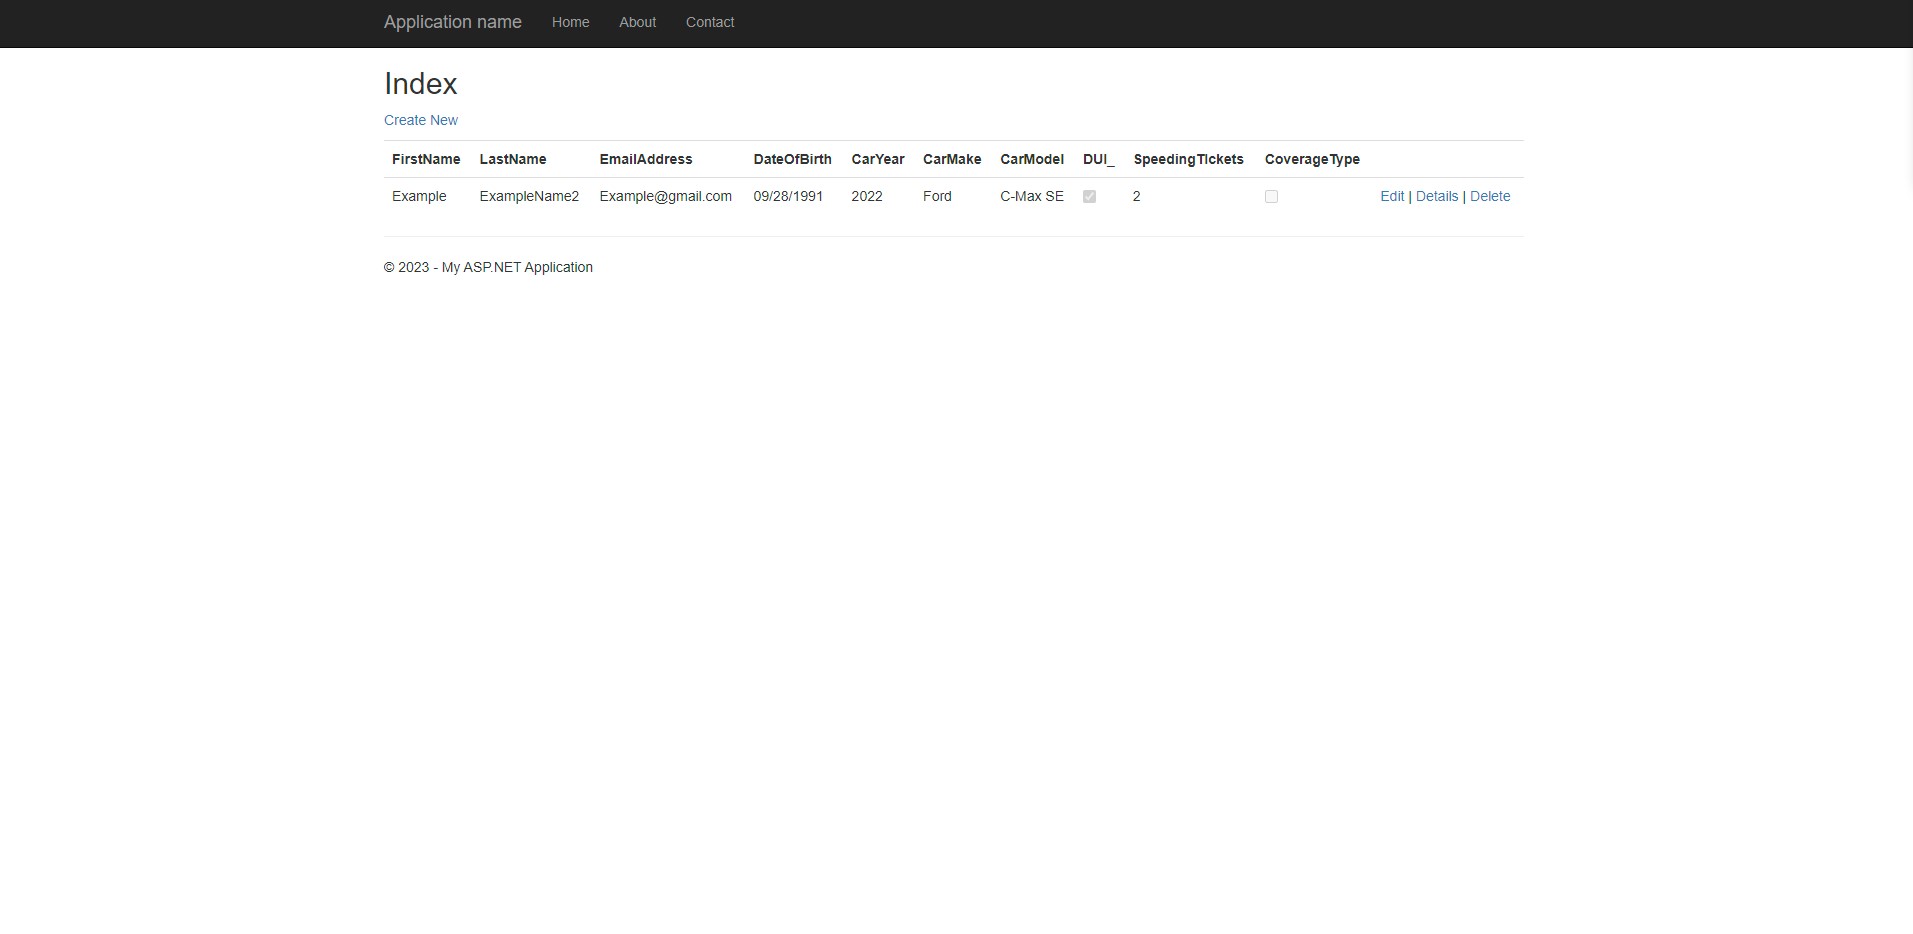 Application name Home About Contact
Index
Create New
FirstName LastName EmailAddress DateOfBirth CarYear CarMake CarModel DUI_ SpeedingTIckets CoverageType
Example ExampleName2 Example@gmail.com 09/28/1991 2022 Ford C-Max SE 2 Edit | Details | Delete
© 2023 - My ASP.NET Application